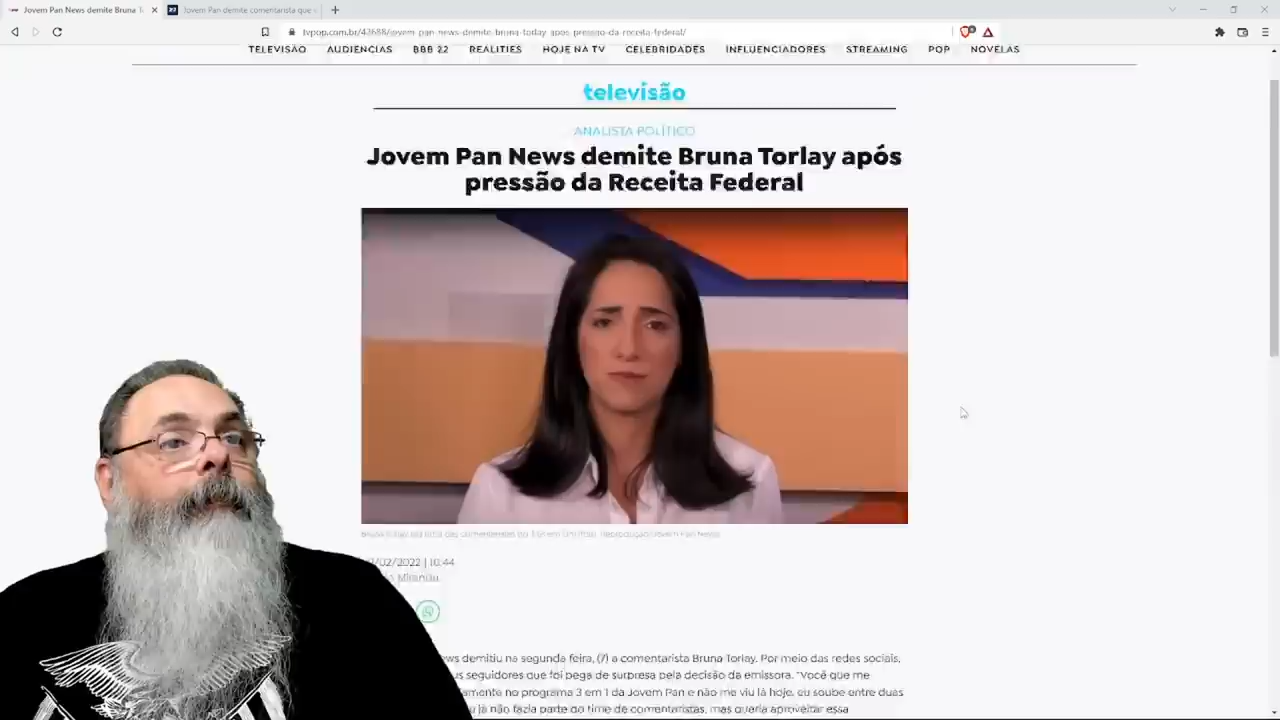 Jovem Pan News demite Bruna To
Jovem Pan demite comentarista que
tvpop.com.br/43688/jovem-pan-news-demite-bruna-torlay-apos-pressao-da-receita-federal/
TELEVISÃO AUDIÊNCIAS BBB 22 REALITIES HOJE NA TV CELEBRIDADES INFLUENCIADORES STREAMING POP NOVELAS
televisão
ANALISTA POLÍTICO
Jovem Pan News demite Bruna Torlay após
pressão da Receita Federal
/02/2022 | 10:44
Miranda
ws demitiu na segunda feira, (7) a comentarista Bruna Torlay. Por meio das redes sociais,
us seguidores que foi pega de surpresa pela decisão da emissora. "Você que me
tamente no programa 3 em 1 da Jovem Pan e não me viu lá hoje, eu soube entre duas
já não fazia parte do time de comentaristas, mas queria aproveitar essa